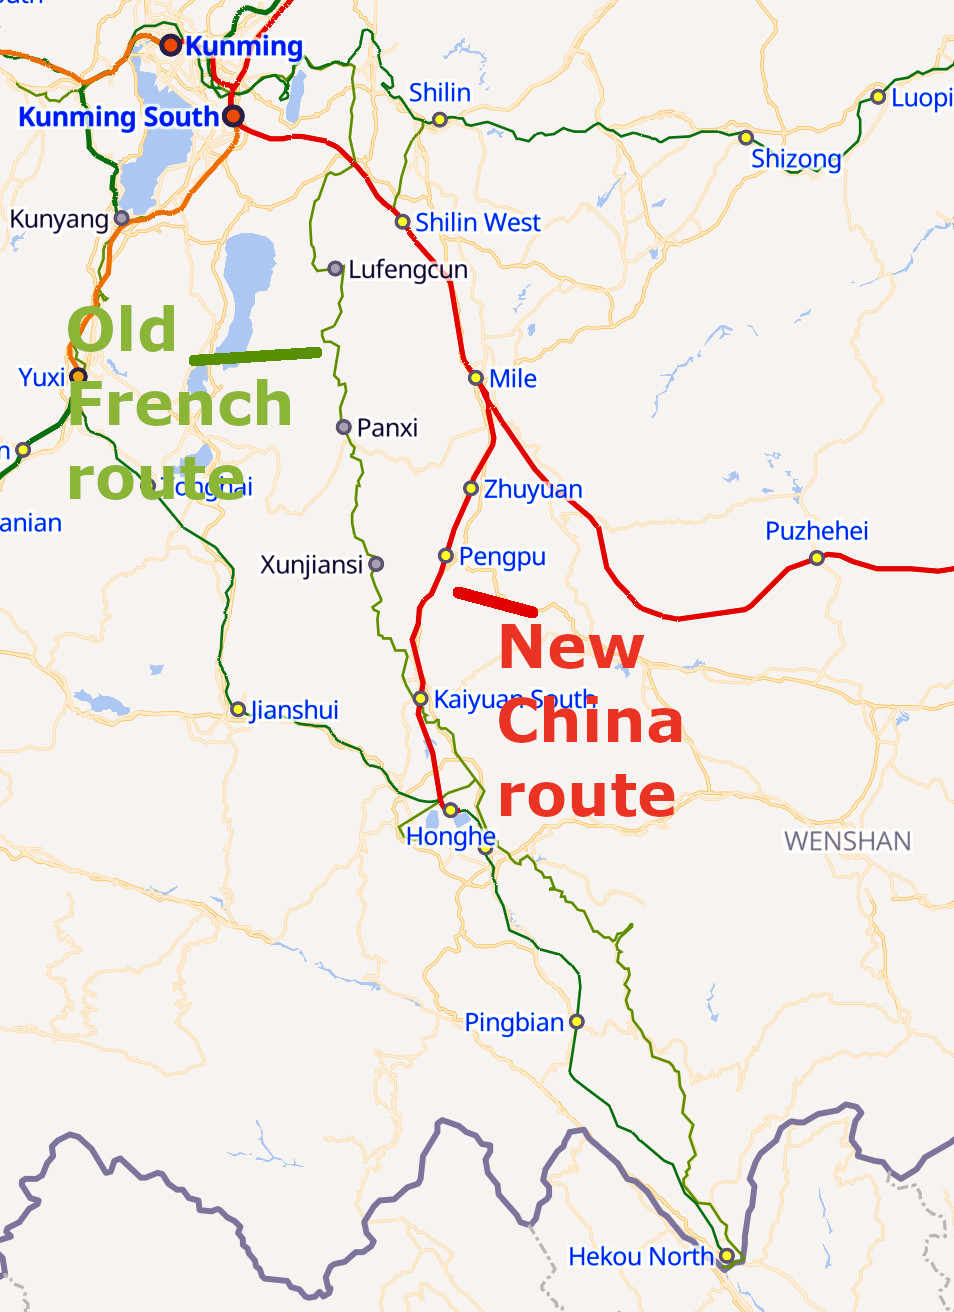 Kunming
Shilin
Luopi
Kunming South
Shizong
Kunyang
Shilin West
Lufengcun
Old
French
route
Yuxi
Mile
Panxi
n
Tonghai
Zhuyuan
anian
Puzhehei
Xunjiansi
Pengpu
New
China
route
Kaiyuan South
Jianshui
Honghe
WENSHAN
Pingbian
Hekou North